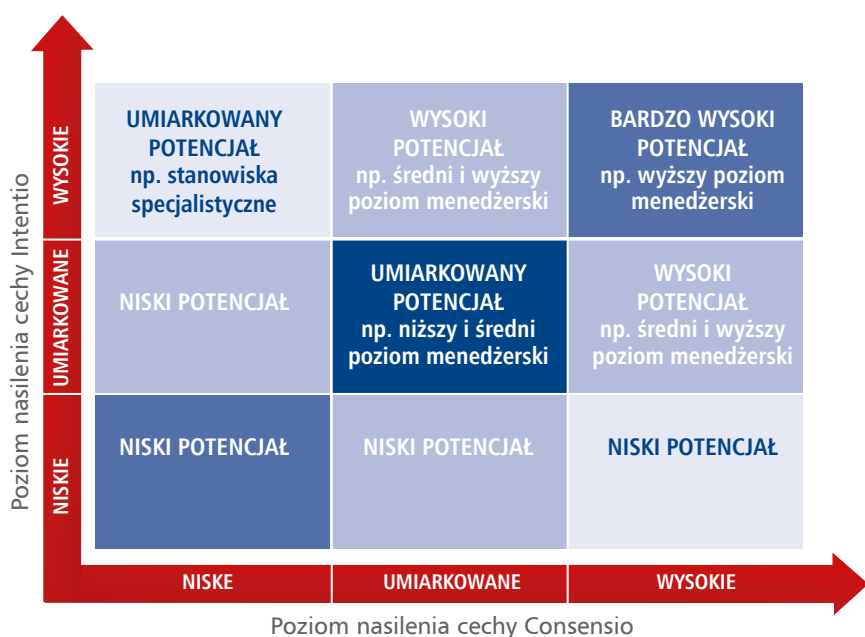 Poziom nasilenia cechy Intentio
WYSOKIE
UMIARKOWANY
POTENCJAŁ
np. stanowiska
specjalistyczne
WYSOKI
POTENCJAŁ
np. średni i wyższy
poziom menedżerski
BARDZO WYSOKI
POTENCJAŁ
np. wyższy poziom
menedżerski
UMIARKOWANE
NISKI POTENCJAŁ
UMIARKOWANY
POTENCJAŁ
np. niższy i średni
poziom menedżerski
WYSOKI
POTENCJAŁ
np. średni i wyższy
poziom menedżerski
NISKIE
NISKI POTENCJAŁ
NISKI POTENCJAŁ
NISKI POTENCJAŁ
NISKE
UMIARKOWANE
WYSOKIE
Poziom nasilenia cechy Consensio